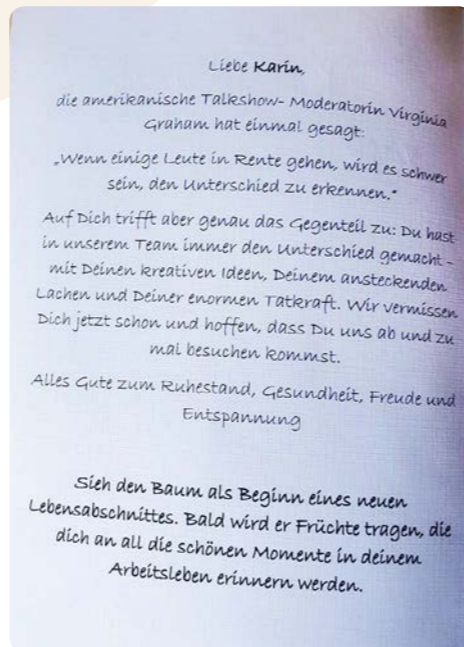 Liebe Karin,
die amerikanische Talkshow- Moderatorin Virginia
Graham hat einmal gesagt:
„Wenn einige Leute in Rente gehen, wird es schwer
sein, den Unterschied zu erkennen."
Auf Dich trifft aber genau das Gegenteil zu: Du hast
in unserem Team immer den Unterschied gemacht –
mit Deinen kreativen Ideen, Deinem ansteckenden
Lachen und Deiner enormen Tatkraft. Wir vermissen
Dich jetzt schon und hoffen, dass Du uns ab und zu
mal besuchen kommst.
Alles Gute zum Ruhestand, Gesundheit, Freude und
Entspannung
Sieh den Baum als Beginn eines neuen
Lebensabschnittes. Bald wird er Früchte tragen, die
dich an all die schönen Momente in deinem
Arbeitsleben erinnern werden.